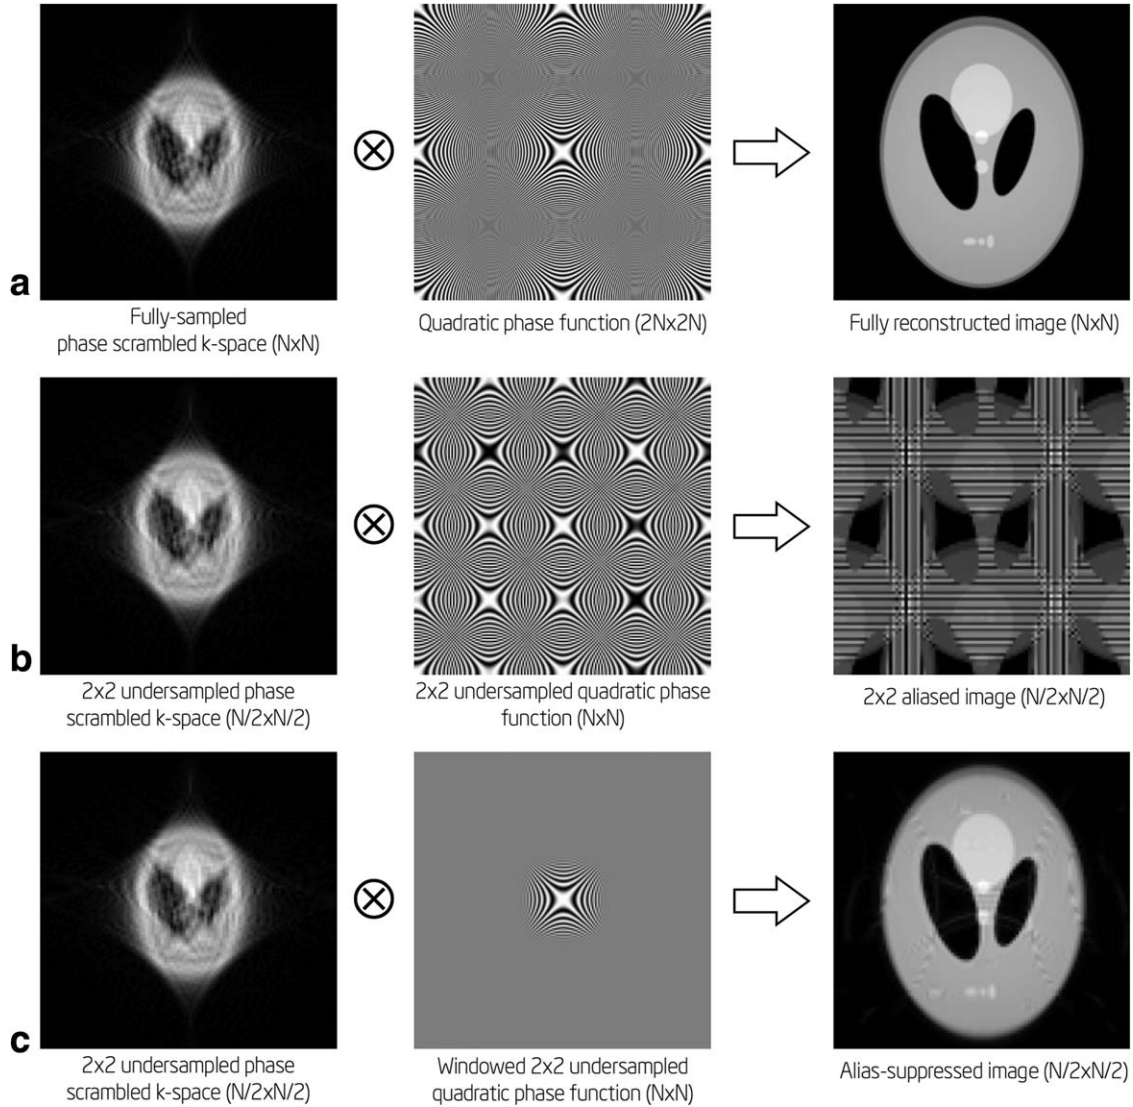 a
Fully-sampled
phase scrambled k-space (NxN)
Quadratic phase function (2Nx2N)
Fully reconstructed image (NxN)
b
2x2 undersampled phase
scrambled k-space (N/2xN/2)
2x2 undersampled quadratic phase
function (NxN)
2x2 aliased image (N/2xN/2)
c
2x2 undersampled phase
scrambled k-space (N/2xN/2)
Windowed 2x2 undersampled
quadratic phase function (NxN)
Alias-suppressed image (N/2xN/2)